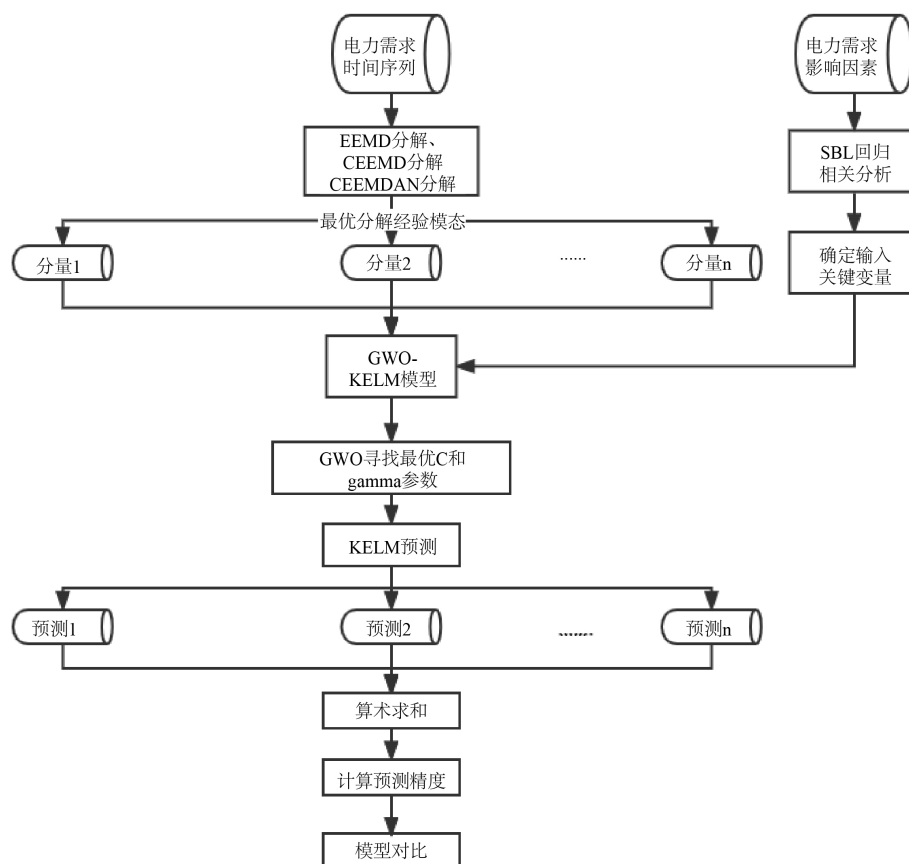 电力需求
时间序列
电力需求
影响因素
EEMD分解、
CEEMD分解
CEEMDAN分解
SBL回归
相关分析
最优分解经验模态
分量1
分量2
......
分量n
确定输入
关键变量
GWO-
KELM模型
GWO寻找最优C和
gamma参数
KELM预测
预测1
预测2
.......
预测n
算术求和
计算预测精度
模型对比